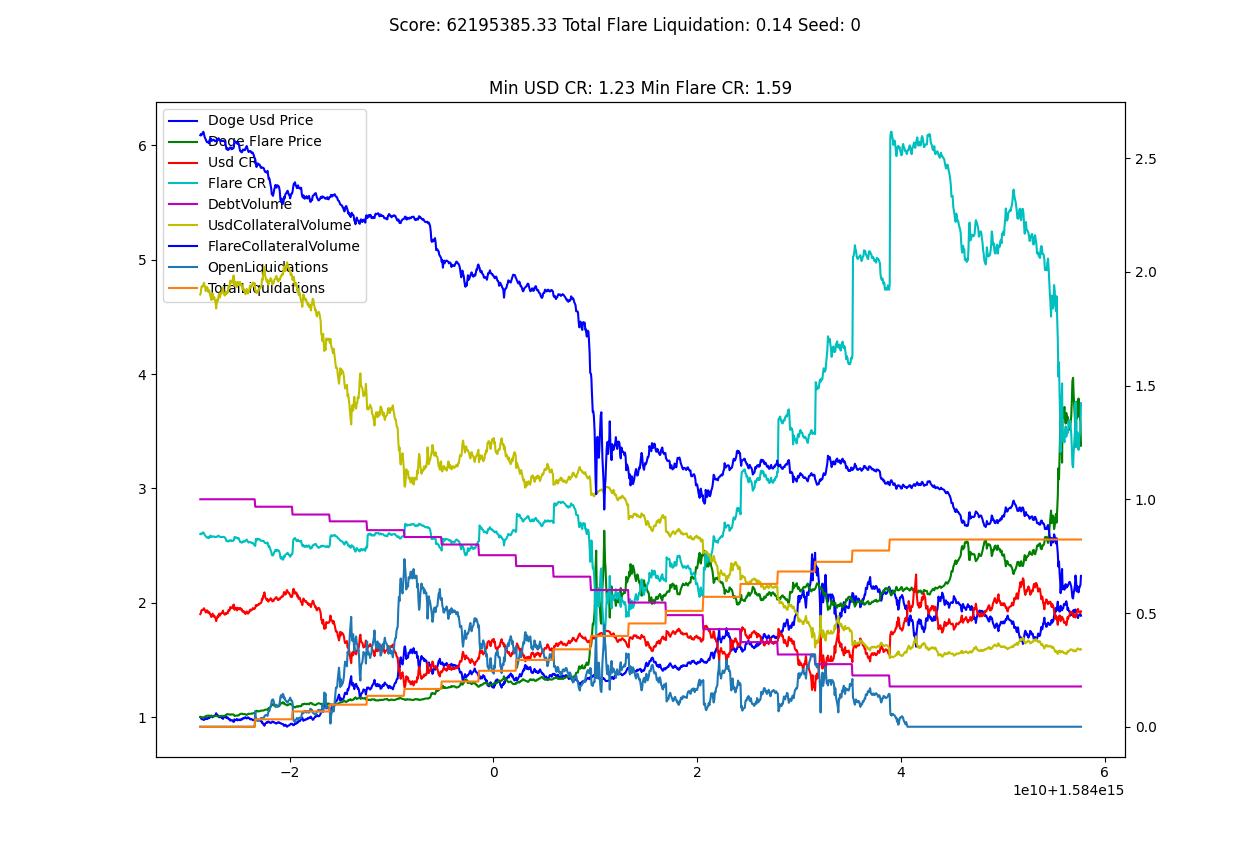 Score: 62195385.33 Total Flare Liquidation: 0.14 Seed: 0
Min USD CR: 1.23 Min Flare CR: 1.59
Doge Usd Price
Doge Flare Price
Usd CR
Flare CR
DebtVolume
UsdCollateralVolume
FlareCollateralVolume
OpenLiquidations
TotalLiquidations
6
5
4
3
2
1
2.5
2.0
1.5
1.0
0.5
0.0
−2
0
2
4
6
1e10+1.584e15